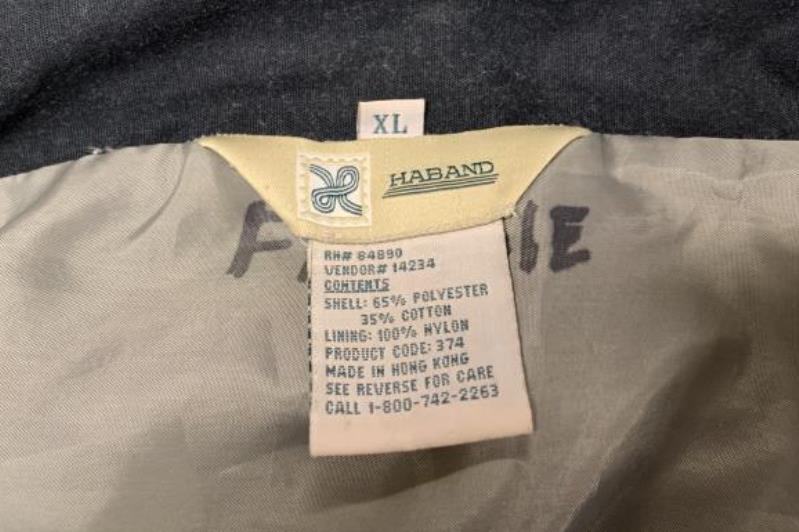 XL
HABAND
RN# 84890
VENDOR# 14234
CONTENTS
SHELL: 65% POLYESTER
35% COTTON
LINING: 100% NYLON
PRODUCT CODE: 374
MADE IN HONG KONG
SEE REVERSE FOR CARE
CALL 1-800-742-2263